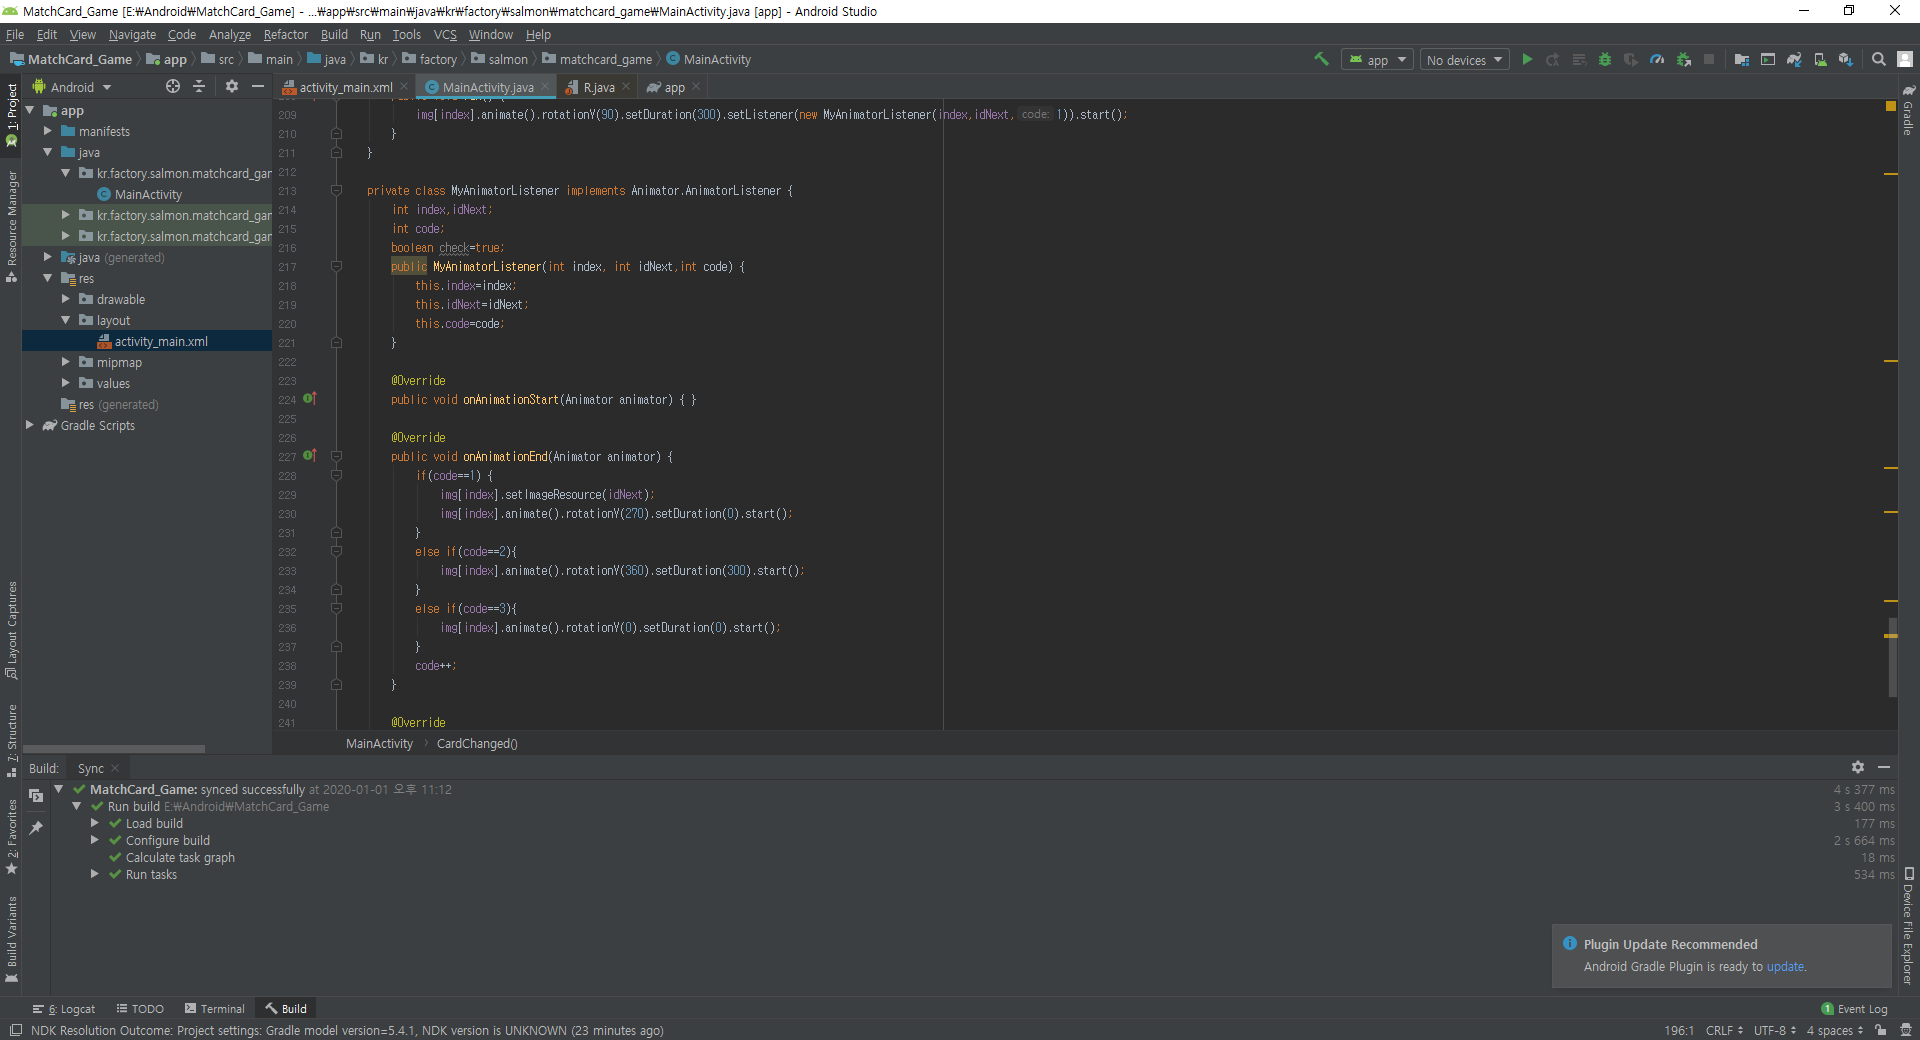 MatchCard_Game [E:₩Android₩MatchCard_Game] - ...₩app₩src₩main₩java₩kr₩factory₩salmon₩matchcard_game₩MainActivity.java [app] - Android Studio
File Edit View Navigate Code Analyze Refactor Build Run Tools VCS Window Help
MatchCard_Game app src main java kr factory salmon matchcard_game MainActivity
app No devices
Android
activity_main.xml MainActivity.java R.java app
1: Project
Resource Manager
Layout Captures
7: Structure
2: Favorites
Build Variants
Gradle
Device File Explorer
app
manifests
java
kr.factory.salmon.matchcard_gar
MainActivity
kr.factory.salmon.matchcard_gar
kr.factory.salmon.matchcard_gar
java (generated)
res
drawable
layout
activity_main.xml
mipmap
values
res (generated)
Gradle Scripts
209 img[index].animate().rotationY(90).setDuration(300).setListener(new MyAnimatorListener(index,idNext, code: 1)).start();
210 }
211 }
212
213 private class MyAnimatorListener implements Animator.AnimatorListener {
214 int index,idNext;
215 int code;
216 boolean check=true;
217 public MyAnimatorListener(int index, int idNext,int code) {
218 this.index=index;
219 this.idNext=idNext;
220 this.code=code;
221 }
222
223 @Override
224 public void onAnimationStart(Animator animator) { }
225
226 @Override
227 public void onAnimationEnd(Animator animator) {
228 if(code==1) {
229 img[index].setImageResource(idNext);
230 img[index].animate().rotationY(270).setDuration(0).start();
231 }
232 else if(code==2){
233 img[index].animate().rotationY(360).setDuration(300).start();
234 }
235 else if(code==3){
236 img[index].animate().rotationY(0).setDuration(0).start();
237 }
238 code++;
239 }
240
241 @Override
MainActivity CardChanged()
Build: Sync
MatchCard_Game: synced successfully at 2020-01-01 오후 11:12 4 s 377 ms
Run build E:₩Android₩MatchCard_Game 3 s 400 ms
Load build 177 ms
Configure build 2 s 664 ms
Calculate task graph 18 ms
Run tasks 534 ms
Plugin Update Recommended
Android Gradle Plugin is ready to update.
6: Logcat TODO Terminal Build 1 Event Log
NDK Resolution Outcome: Project settings: Gradle model version=5.4.1, NDK version is UNKNOWN (23 minutes ago) 196:1 CRLF UTF-8 4 spaces